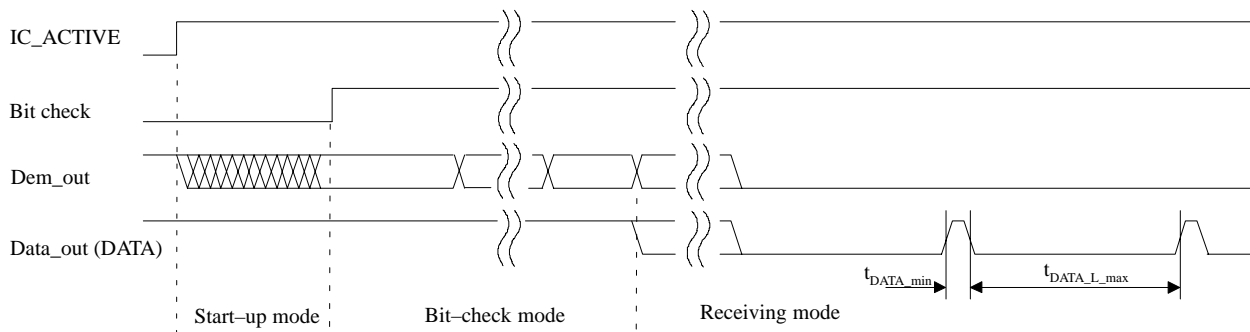 IC_ACTIVE
Bit check
Dem_out
Data_out (DATA)
tDATA_min
tDATA_L_max
Start–up mode
Bit–check mode
Receiving mode